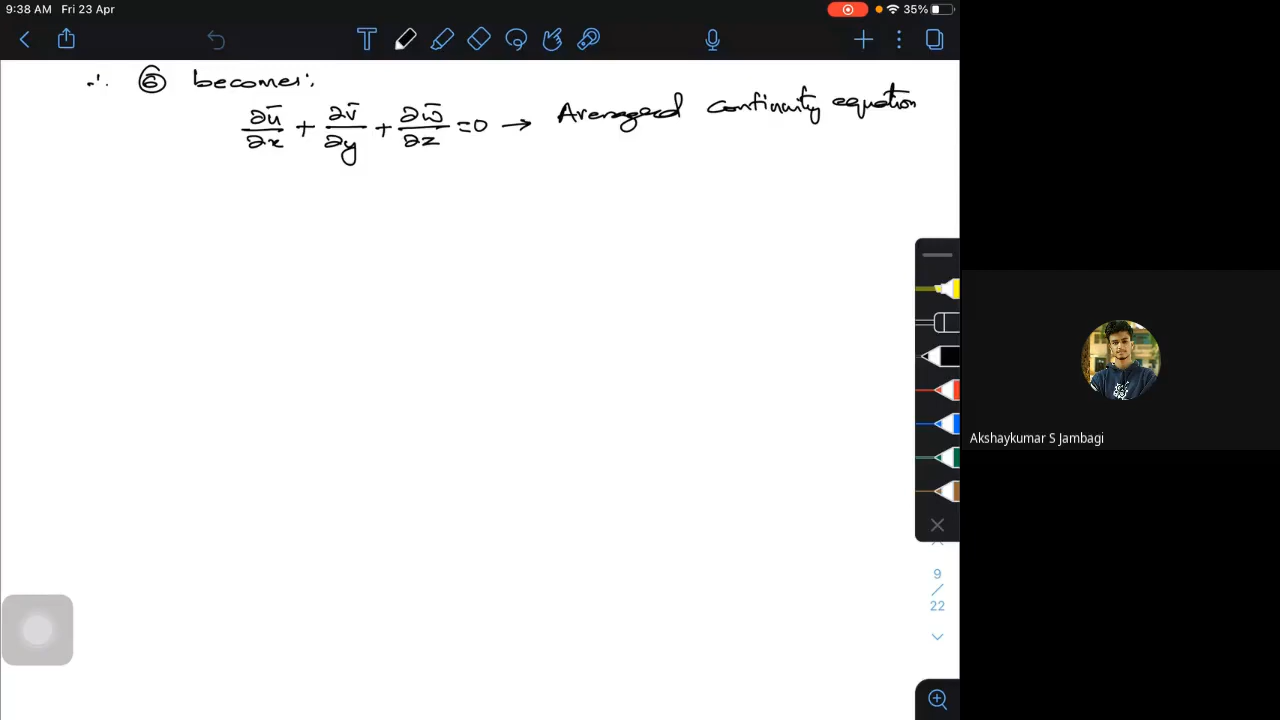 9:38 AM Fri 23 Apr
35%
∴ ⑥ becomes:
∂ū/∂x + ∂v̄/∂y + ∂w̄/∂z = 0 → Averaged continuity equation
Akshaykumar S Jambagi
9
/
22